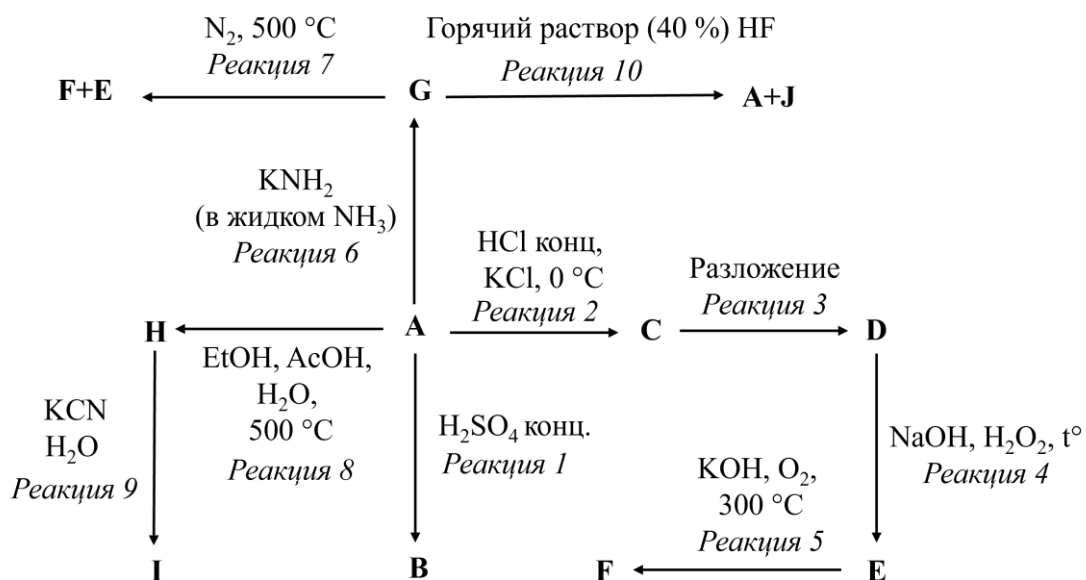 N₂, 500 °C
Реакция 7
Горячий раствор (40 %) HF
Реакция 10
F+E
G
A+J
KNH₂
(в жидком NH₃)
Реакция 6
HCl конц,
KCl, 0 °C
Реакция 2
Разложение
Реакция 3
H
A
C
D
EtOH, AcOH,
H₂O,
500 °C
Реакция 8
KCN
H₂O
Реакция 9
H₂SO₄ конц.
Реакция 1
KOH, O₂,
300 °C
Реакция 5
NaOH, H₂O₂, t°
Реакция 4
I
B
F
E